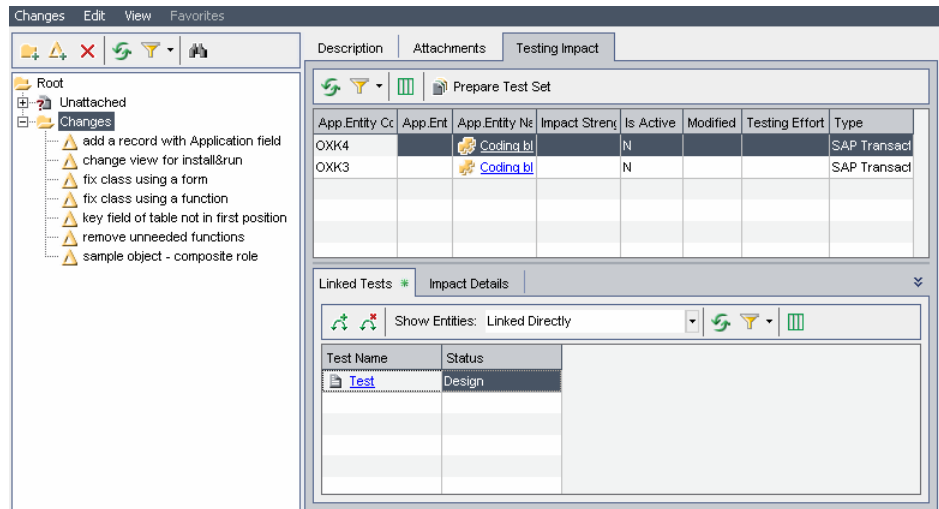 Changes Edit View Favorites
Description Attachments Testing Impact
Root
Unattached
Changes
add a record with Application field
change view for install&run
fix class using a form
fix class using a function
key field of table not in first position
remove unneeded functions
sample object - composite role
Prepare Test Set
App.Entity Cc App.Ent App.Entity Na Impact Streng Is Active Modified Testing Effort Type
OXK4 Coding bl N SAP Transact
OXK3 Coding bl N SAP Transact
Linked Tests Impact Details
Show Entities: Linked Directly
Test Name Status
Test Design